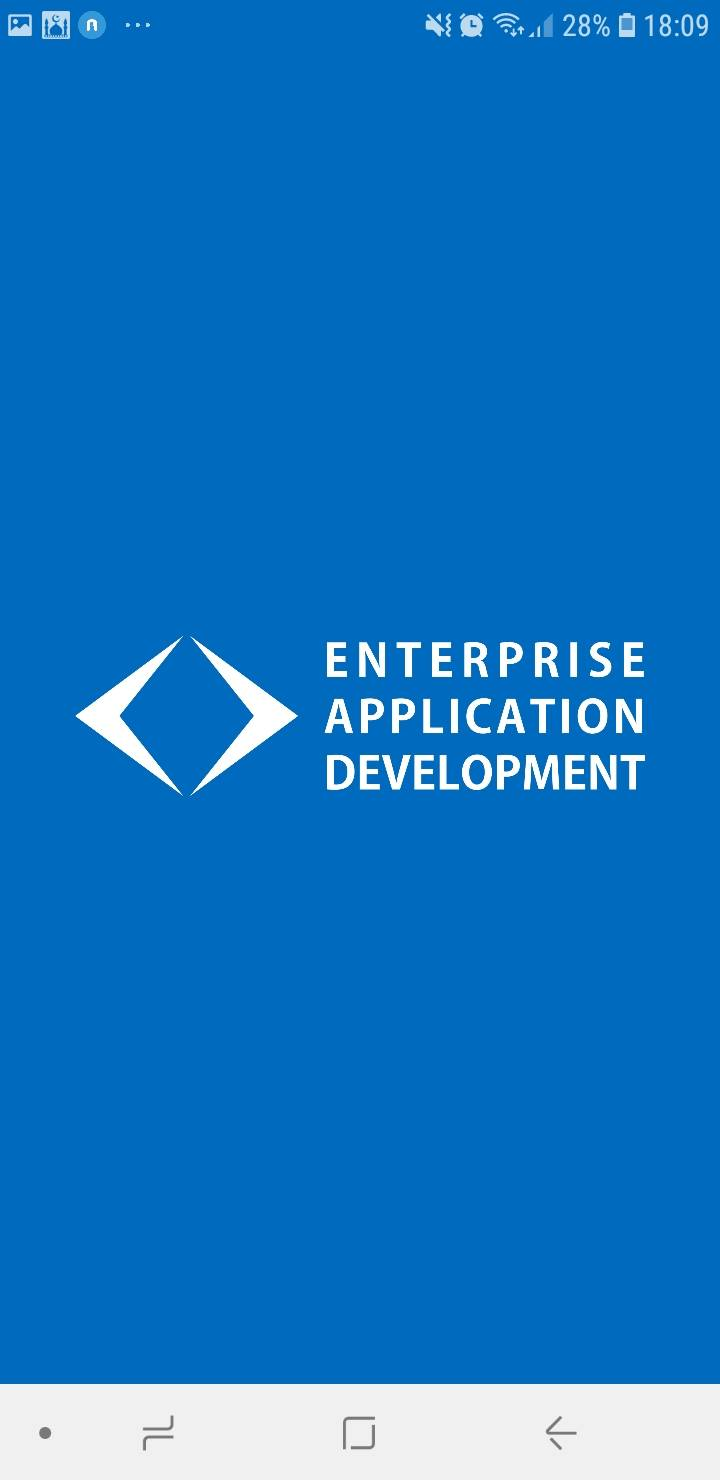 28% 18:09
ENTERPRISE
APPLICATION
DEVELOPMENT